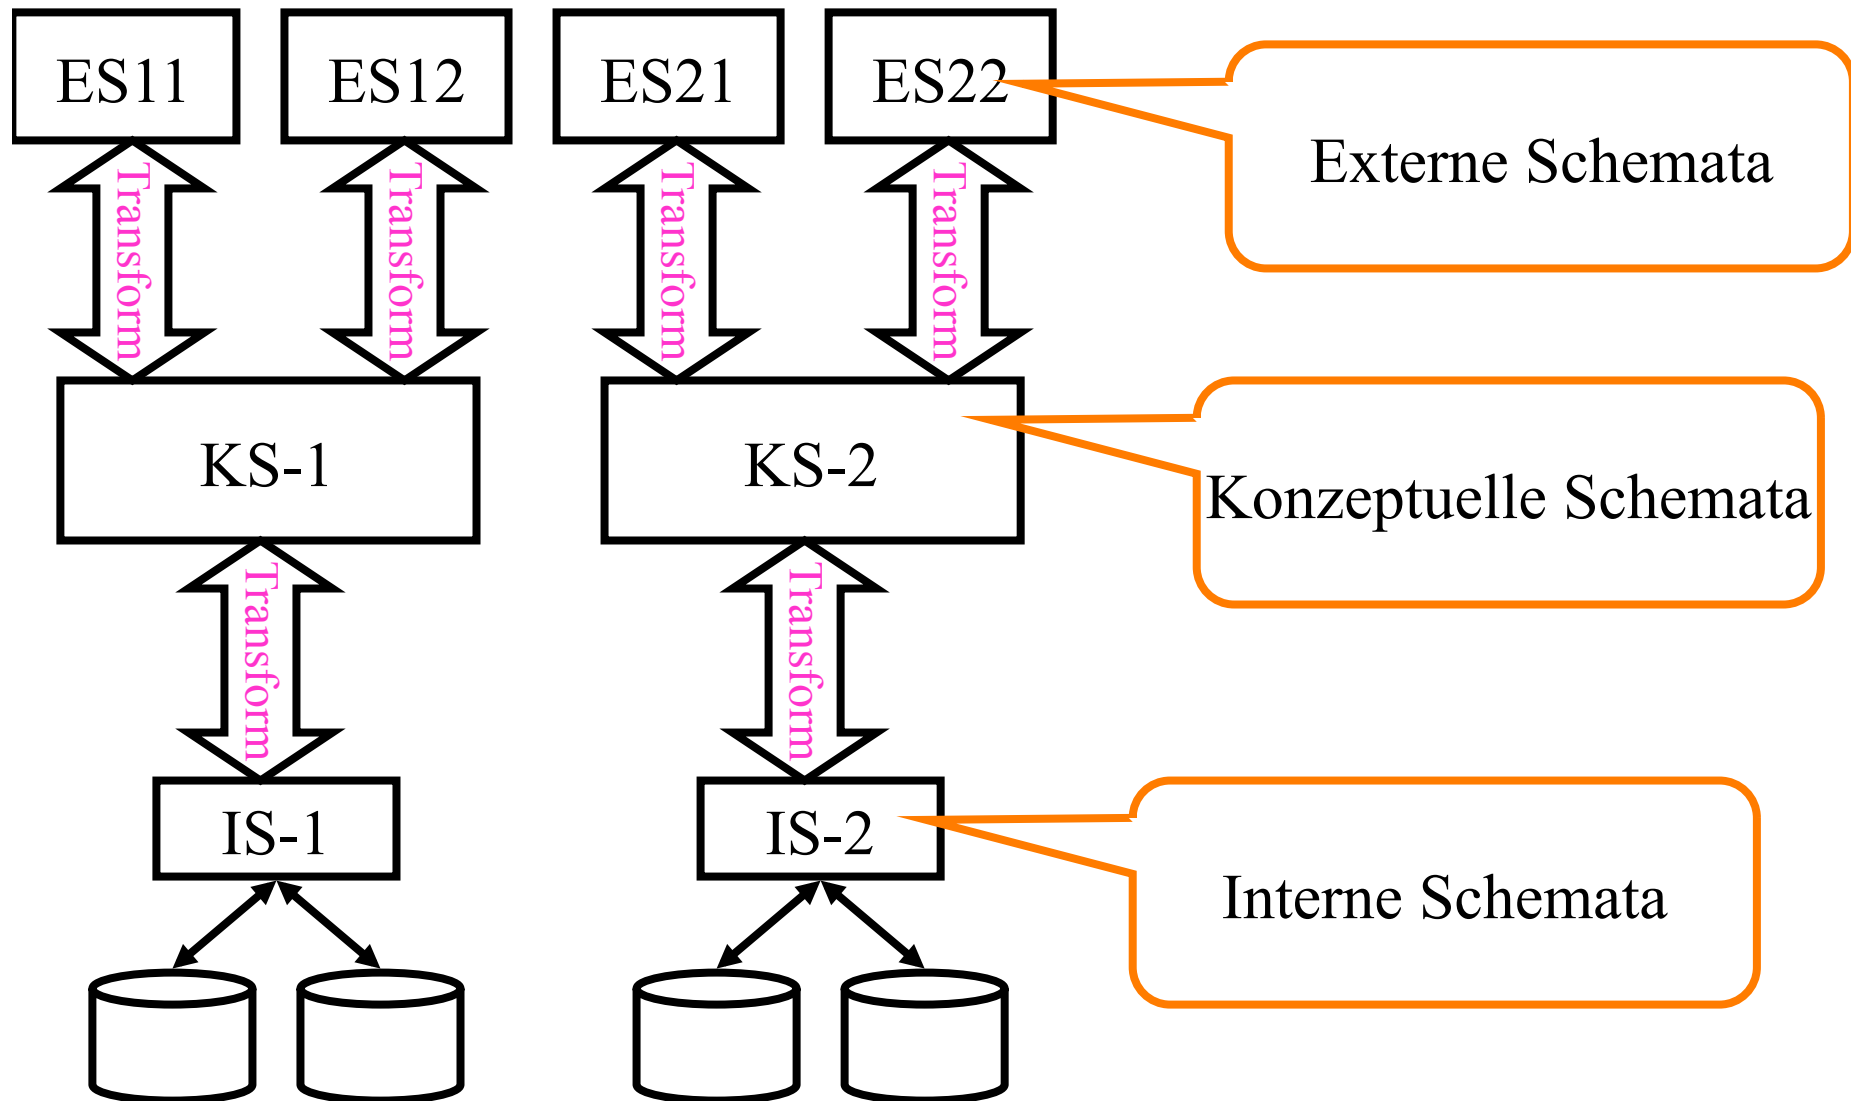 ES11
ES12
ES21
ES22
Externe Schemata
Transform
Transform
Transform
Transform
KS-1
KS-2
Konzeptuelle Schemata
Transform
Transform
IS-1
IS-2
Interne Schemata